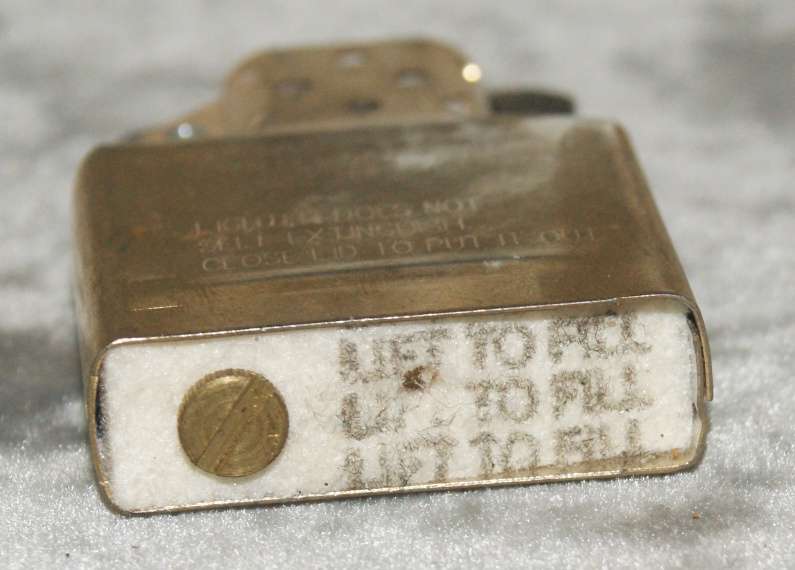 LIGHTER DOES NOT
SELF EXTINGUISH
CLOSE LID TO PUT IT OUT
LIFT TO FILL
LIFT TO FILL
LIFT TO FILL